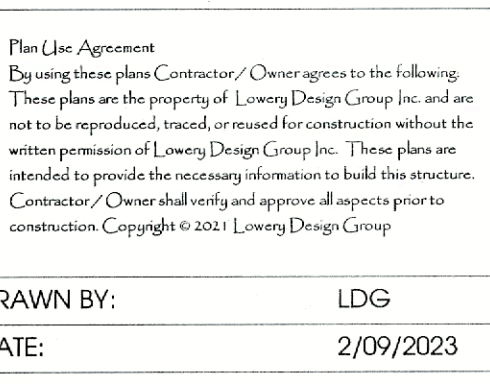 Plan Use Agreement
By using these plans Contractor/ Owner agrees to the following:
These plans are the property of Lowery Design Group Inc. and are
not to be reproduced, traced, or reused for construction without the
written permission of Lowery Design Group Inc. These plans are
intended to provide the necessary information to build this structure.
Contractor/ Owner shall verify and approve all aspects prior to
construction. Copyright © 2021 Lowery Design Group
RAWN BY: LDG
ATE: 2/09/2023